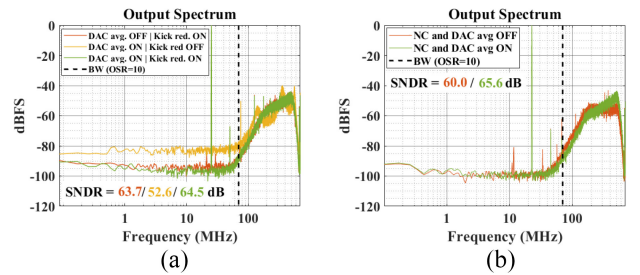 Output Spectrum
DAC avg. OFF | Kick red. ON
DAC avg. ON | Kick red OFF
DAC avg. ON | Kick red. ON
BW (OSR=10)
0
-20
-40
-60
-80
-100
-120
dBFS
SNDR = 63.7/ 52.6/ 64.5 dB
1
10
100
Frequency (MHz)
(a)
Output Spectrum
NC and DAC avg OFF
NC and DAC avg ON
BW (OSR=10)
SNDR = 60.0 / 65.6 dB
0
-20
-40
-60
-80
-100
-120
dBFS
1
10
100
Frequency (MHz)
(b)